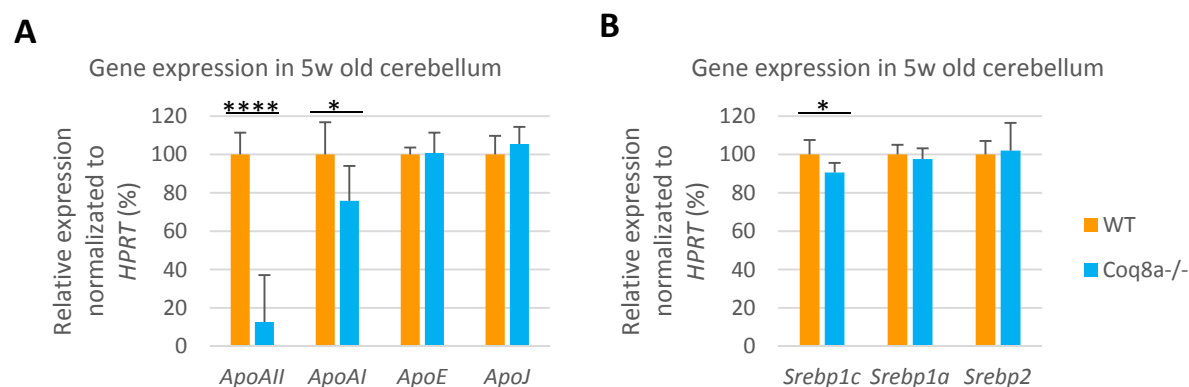 A
Gene expression in 5w old cerebellum
Relative expression
normalizated to
HPRT (%)
120
100
80
60
40
20
0
****
*
ApoAII ApoAI ApoE ApoJ
B
Gene expression in 5w old cerebellum
Relative expression
normalizated to
HPRT (%)
120
100
80
60
40
20
0
*
Srebp1c Srebp1a Srebp2
WT
Coq8a-/-